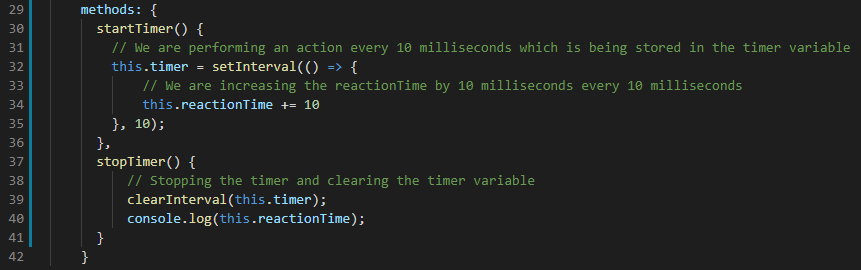 29 methods: {
30 startTimer() {
31 // We are performing an action every 10 milliseconds which is being stored in the timer variable
32 this.timer = setInterval(() => {
33 // We are increasing the reactionTime by 10 milliseconds every 10 milliseconds
34 this.reactionTime += 10
35 }, 10);
36 },
37 stopTimer() {
38 // Stopping the timer and clearing the timer variable
39 clearInterval(this.timer);
40 console.log(this.reactionTime);
41 }
42 }